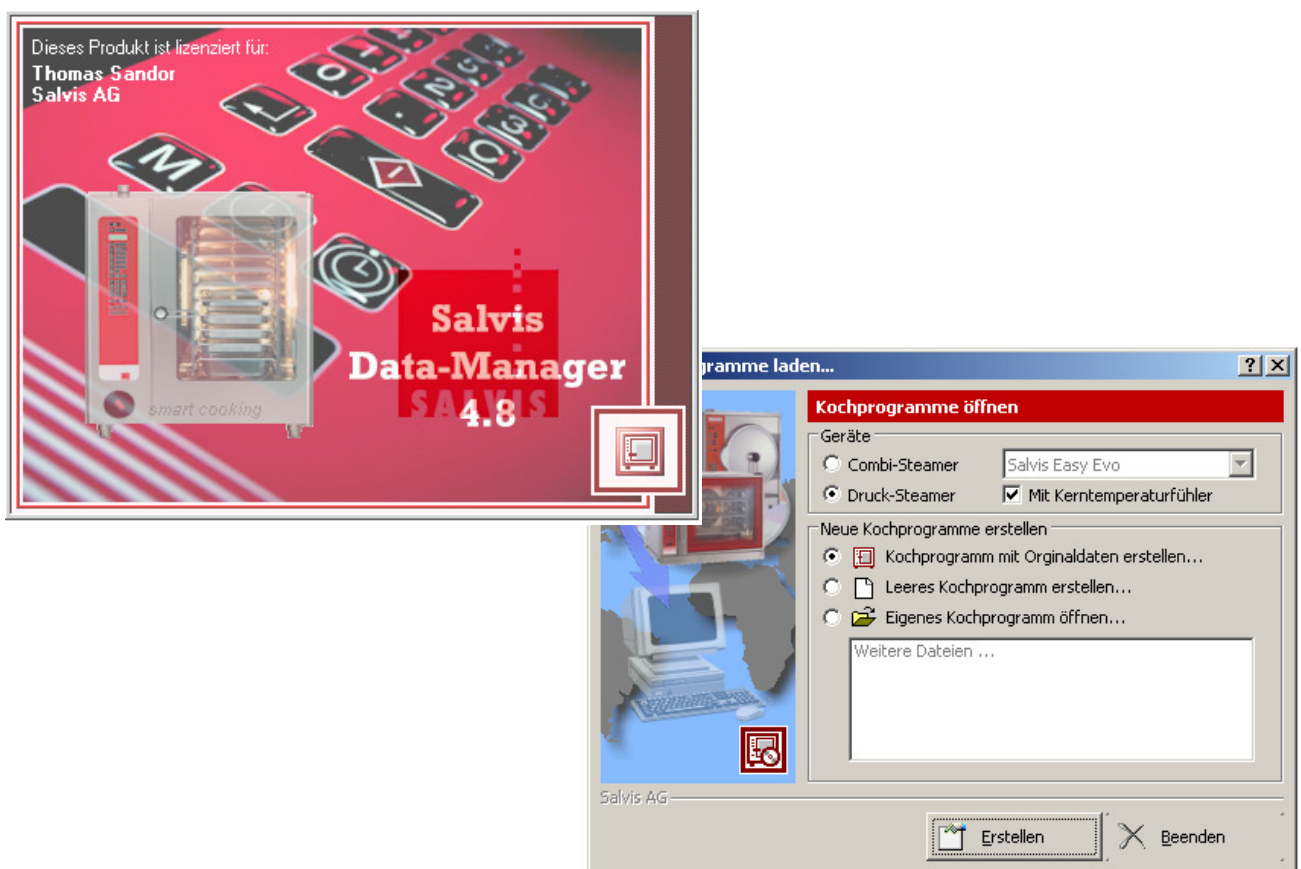 Dieses Produkt ist lizenziert für:
Thomas Sandor
Salvis AG
M
smart cooking
Salvis
Data-Manager
4.8
SALVIS
ramme laden...
Kochprogramme öffnen
Geräte
Combi-Steamer
Salvis Easy Evo
Druck-Steamer
Mit Kerntemperaturfühler
Neue Kochprogramme erstellen
Kochprogramm mit Orginaldaten erstellen...
Leeres Kochprogramm erstellen...
Eigenes Kochprogramm öffnen...
Weitere Dateien ...
Salvis AG
Erstellen
Beenden